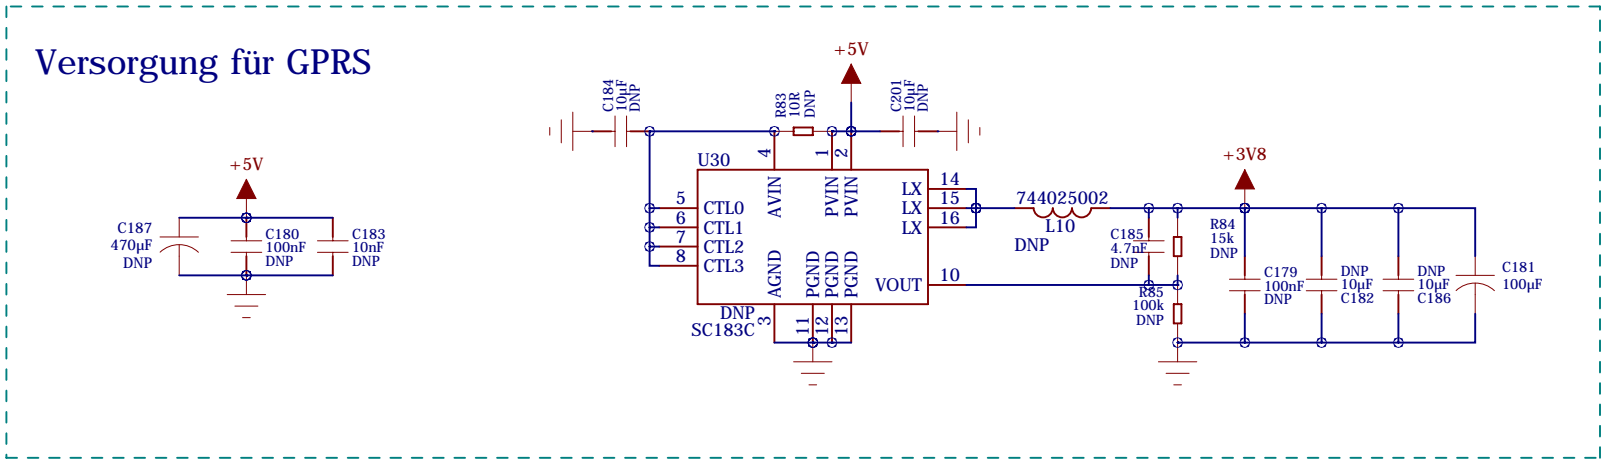 Versorgung für GPRS
+5V
C187
470µF
DNP
C180
100nF
DNP
C183
10nF
DNP
C184
10µF
DNP
R83
10R
DNP
+5V
C201
10µF
DNP
U30
4
1
2
AVIN
PVIN
PVIN
5
CTL0
6
CTL1
7
CTL2
8
CTL3
LX
14
LX
15
LX
16
VOUT
10
AGND
PGND
PGND
PGND
3
11
12
13
DNP
SC183C
744025002
L10
DNP
C185
4.7nF
DNP
R84
15k
DNP
R85
100k
DNP
+3V8
C179
100nF
DNP
DNP
10µF
C182
DNP
10µF
C186
C181
100µF